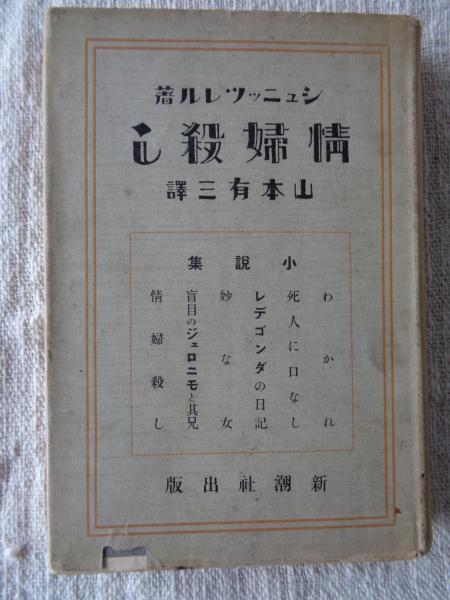 シュニッツレル著
情婦殺し
山本有三譯
小說集
わかれ
死人に口なし
レデゴンダの日記
妙な女
盲目のジェロニモと其兄
情婦殺し
新潮社出版